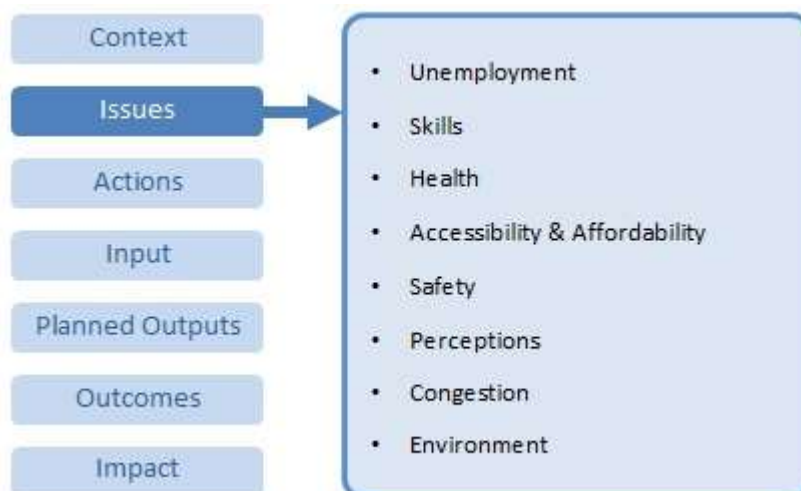 Context
Issues
Actions
Input
Planned Outputs
Outcomes
Impact
• Unemployment
• Skills
• Health
• Accessibility & Affordability
• Safety
• Perceptions
• Congestion
• Environment